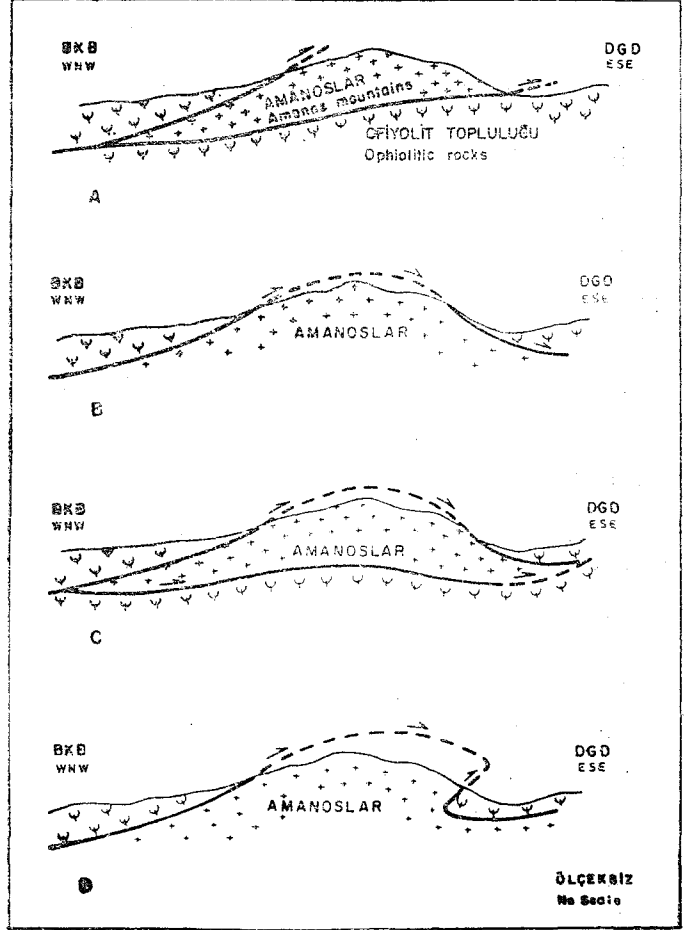 BKB
WNW
DGD
ESE
AMANOSLAR
Amanos mountains
OFİYOLİT TOPLULUĞU
Ophiolitic rocks
A
BKB
WNW
DGD
ESE
AMANOSLAR
B
BKB
WNW
DGD
ESE
AMANOSLAR
C
BKB
WNW
DGD
ESE
AMANOSLAR
D
ÖLÇEKSİZ
No Scale